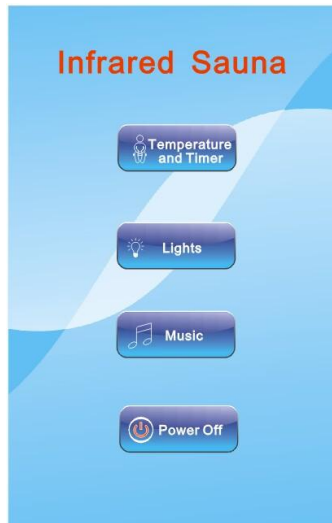 Infrared Sauna
Temperature
and Timer
Lights
Music
Power Off